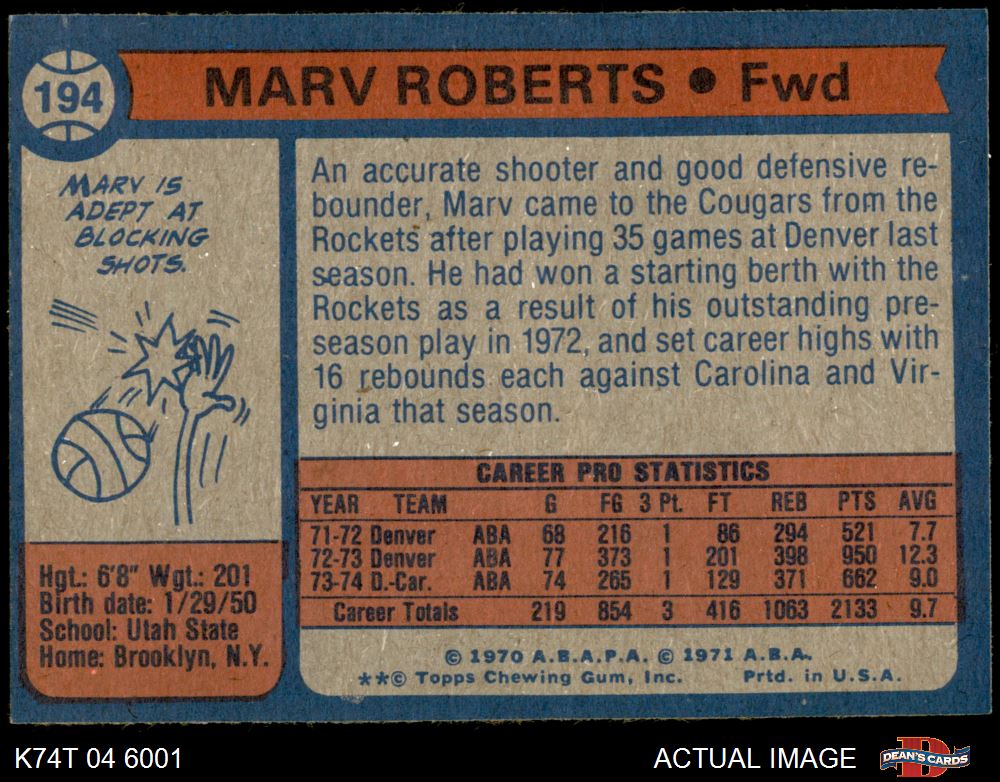 194
MARV ROBERTS ● Fwd
MARV IS
ADEPT AT
BLOCKING
SHOTS.
An accurate shooter and good defensive re-
bounder, Marv came to the Cougars from the
Rockets after playing 35 games at Denver last
season. He had won a starting berth with the
Rockets as a result of his outstanding pre-
season play in 1972, and set career highs with
16 rebounds each against Carolina and Vir-
ginia that season.
CAREER PRO STATISTICS
YEAR TEAM G FG 3 Pt. FT REB PTS AVG
71-72 Denver ABA 68 216 1 86 294 521 7.7
72-73 Denver ABA 77 373 1 201 398 950 12.3
73-74 D.-Car. ABA 74 265 1 129 371 662 9.0
Career Totals 219 854 3 416 1063 2133 9.7
Hgt.: 6'8" Wgt.: 201
Birth date: 1/29/50
School: Utah State
Home: Brooklyn, N.Y.
© 1970 A.B.A.P.A. © 1971 A.B.A.
**© Topps Chewing Gum, Inc. Prtd. in U.S.A.
K74T 04 6001
ACTUAL IMAGE
D
DEAN'S CARDS